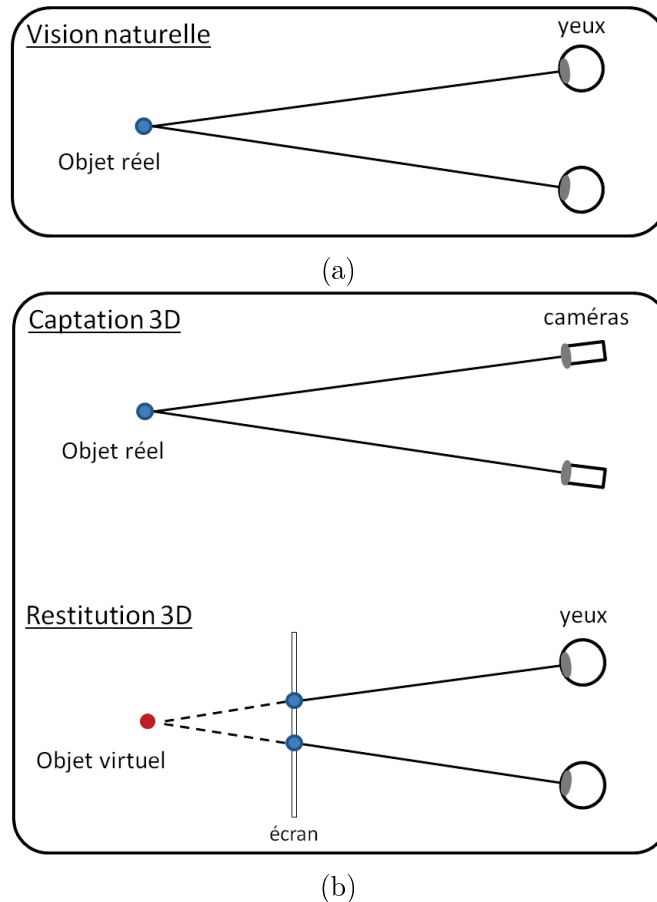 Vision naturelle
yeux
Objet réel
(a)
Captation 3D
caméras
Objet réel
Restitution 3D
yeux
Objet virtuel
écran
(b)